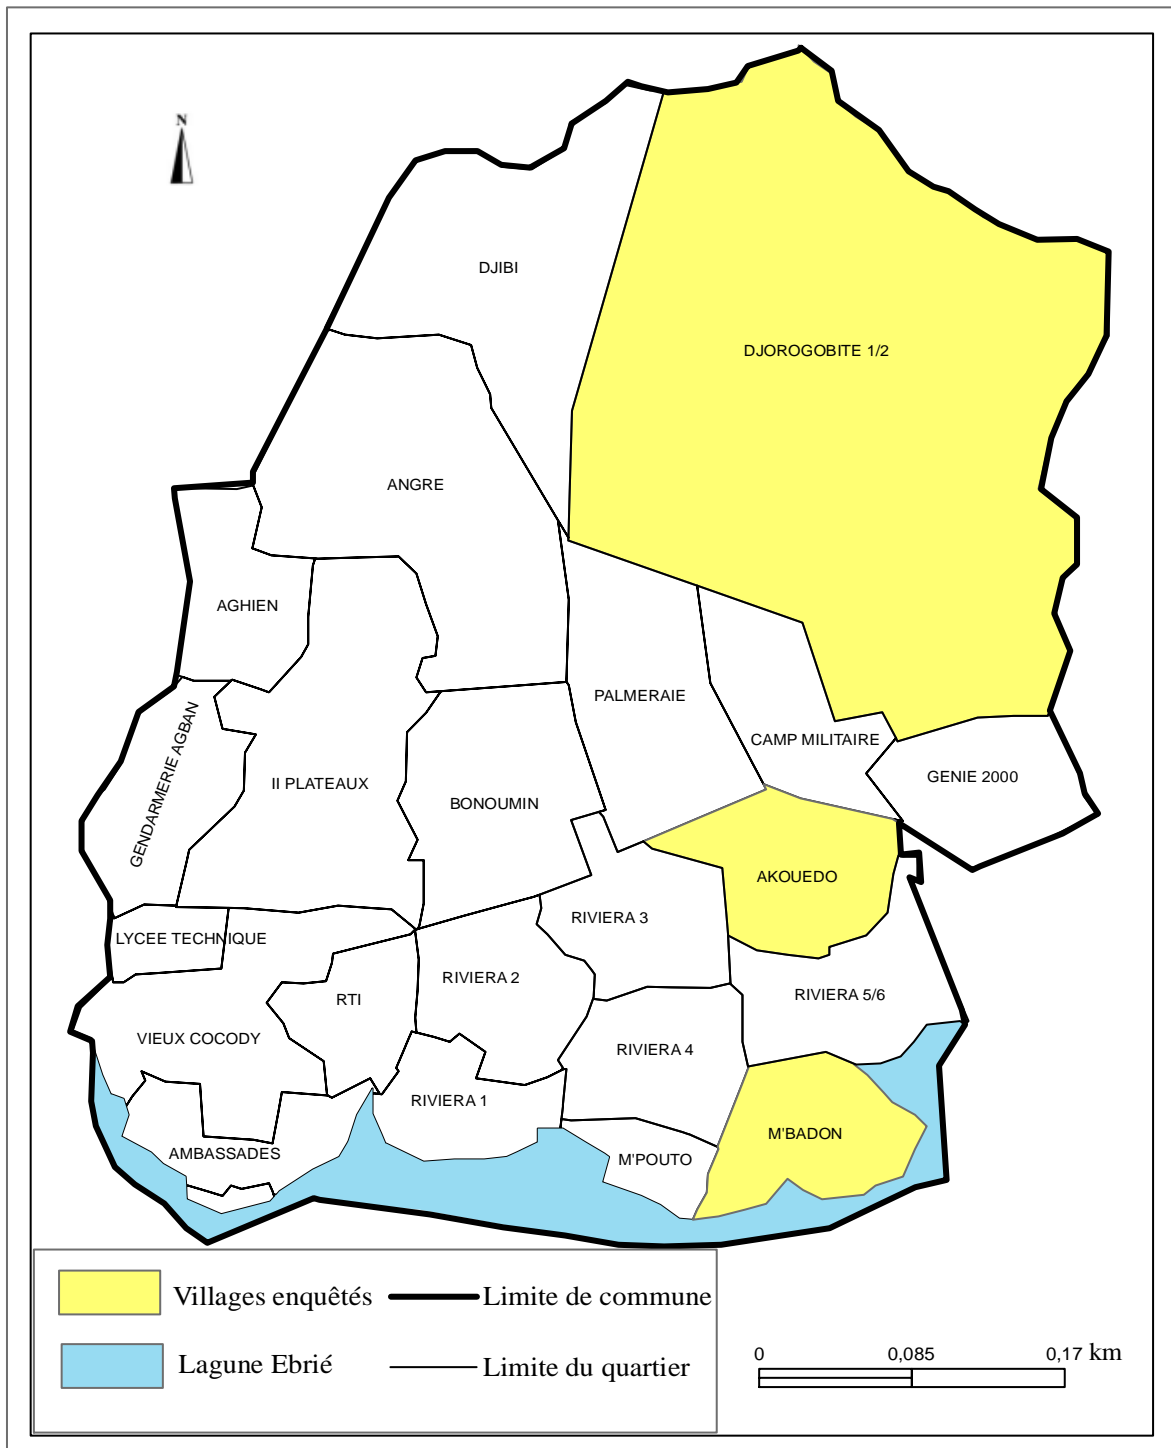 N
DJIBI
DJOROGOBITE 1/2
ANGRE
AGHIEN
PALMERAIE
GENDARMERIE AGBAN
CAMP MILITAIRE
II PLATEAUX
GENIE 2000
BONOUMIN
AKOUEDO
RIVIERA 3
LYCEE TECHNIQUE
RIVIERA 2
RIVIERA 5/6
RTI
VIEUX COCODY
RIVIERA 4
RIVIERA 1
M'BADON
AMBASSADES
M'POUTO
Villages enquêtés
Limite de commune
Lagune Ebrié
Limite du quartier
0 0,085 0,17 km